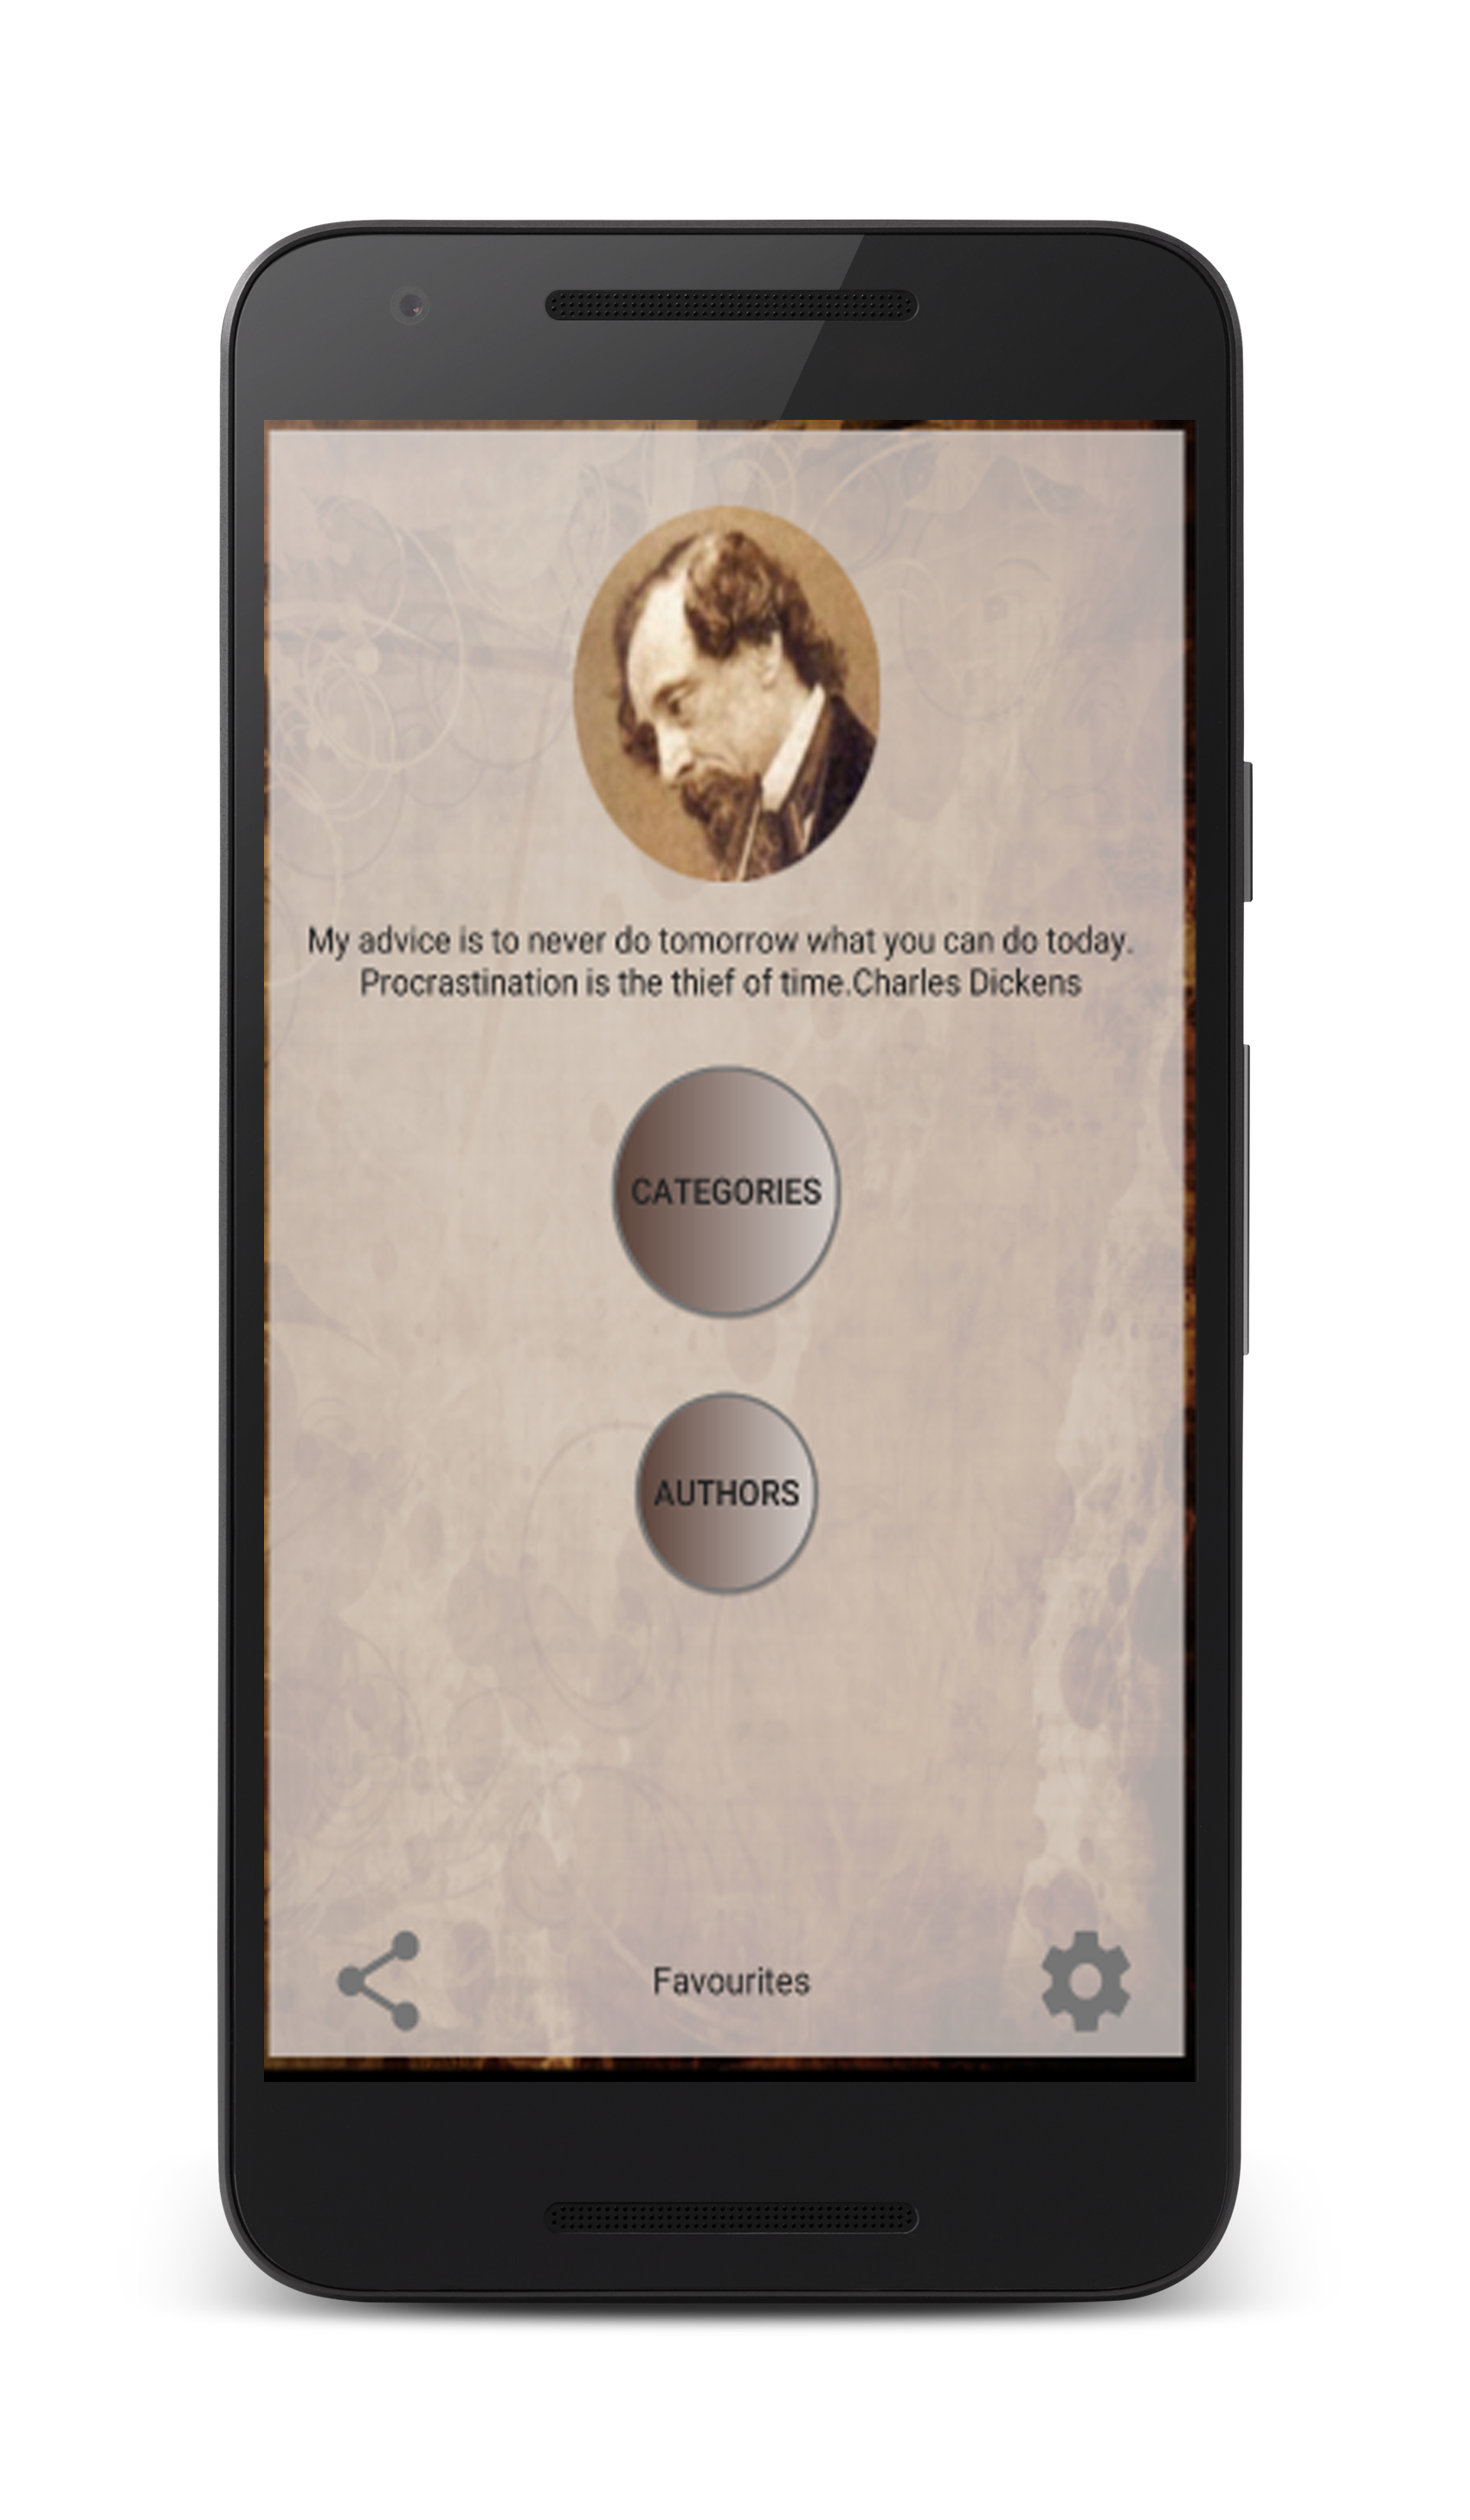 My advice is to never do tomorrow what you can do today.
Procrastination is the thief of time.Charles Dickens
CATEGORIES
AUTHORS
Favourites